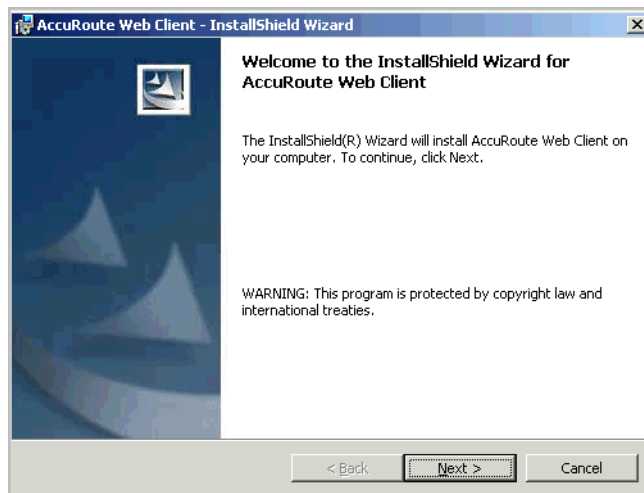 AccuRoute Web Client - InstallShield Wizard
Welcome to the InstallShield Wizard for
AccuRoute Web Client
The InstallShield(R) Wizard will install AccuRoute Web Client on
your computer. To continue, click Next.
WARNING: This program is protected by copyright law and
international treaties.
< Back
Next >
Cancel